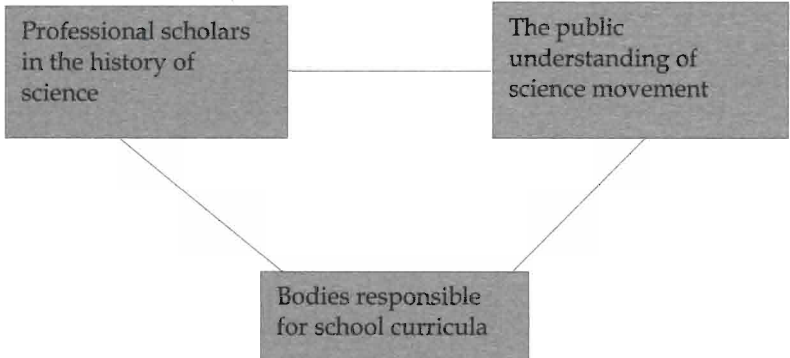 Professional scholars
in the history of
science
The public
understanding of
science movement
Bodies responsible
for school curricula